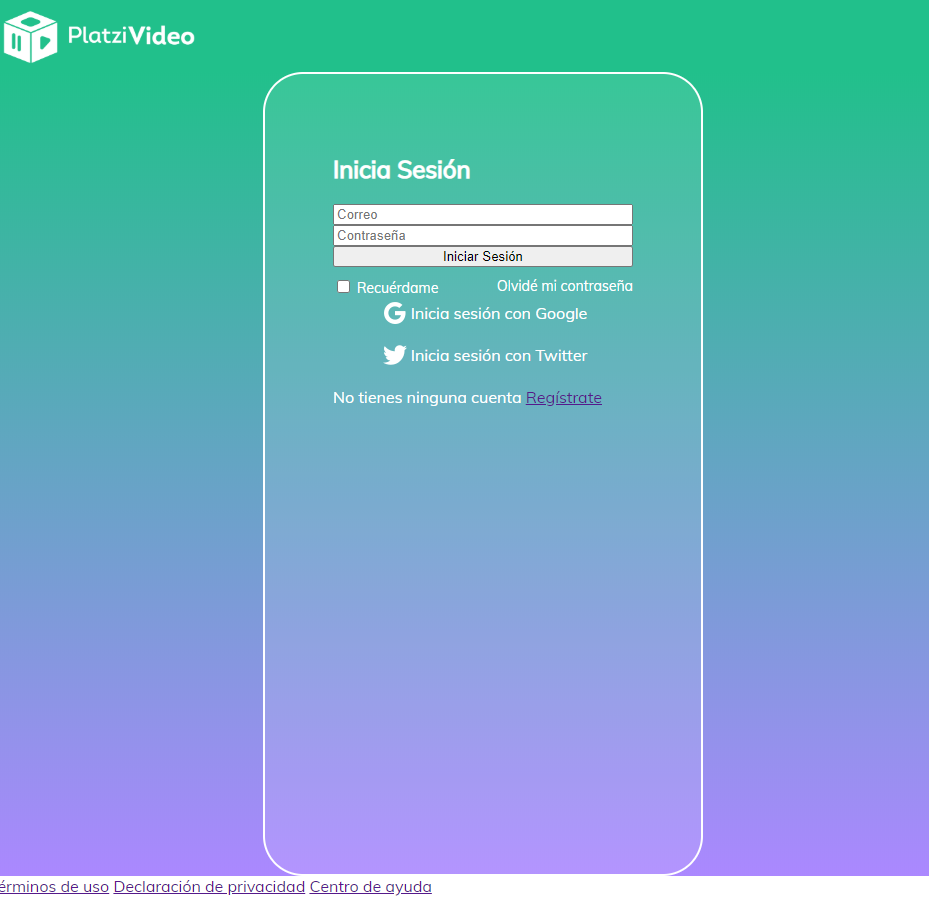 PlatziVideo
Inicia Sesión
Correo
Contraseña
Iniciar Sesión
Recuérdame Olvidé mi contraseña
Inicia sesión con Google
Inicia sesión con Twitter
No tienes ninguna cuenta Regístrate
érminos de uso Declaración de privacidad Centro de ayuda